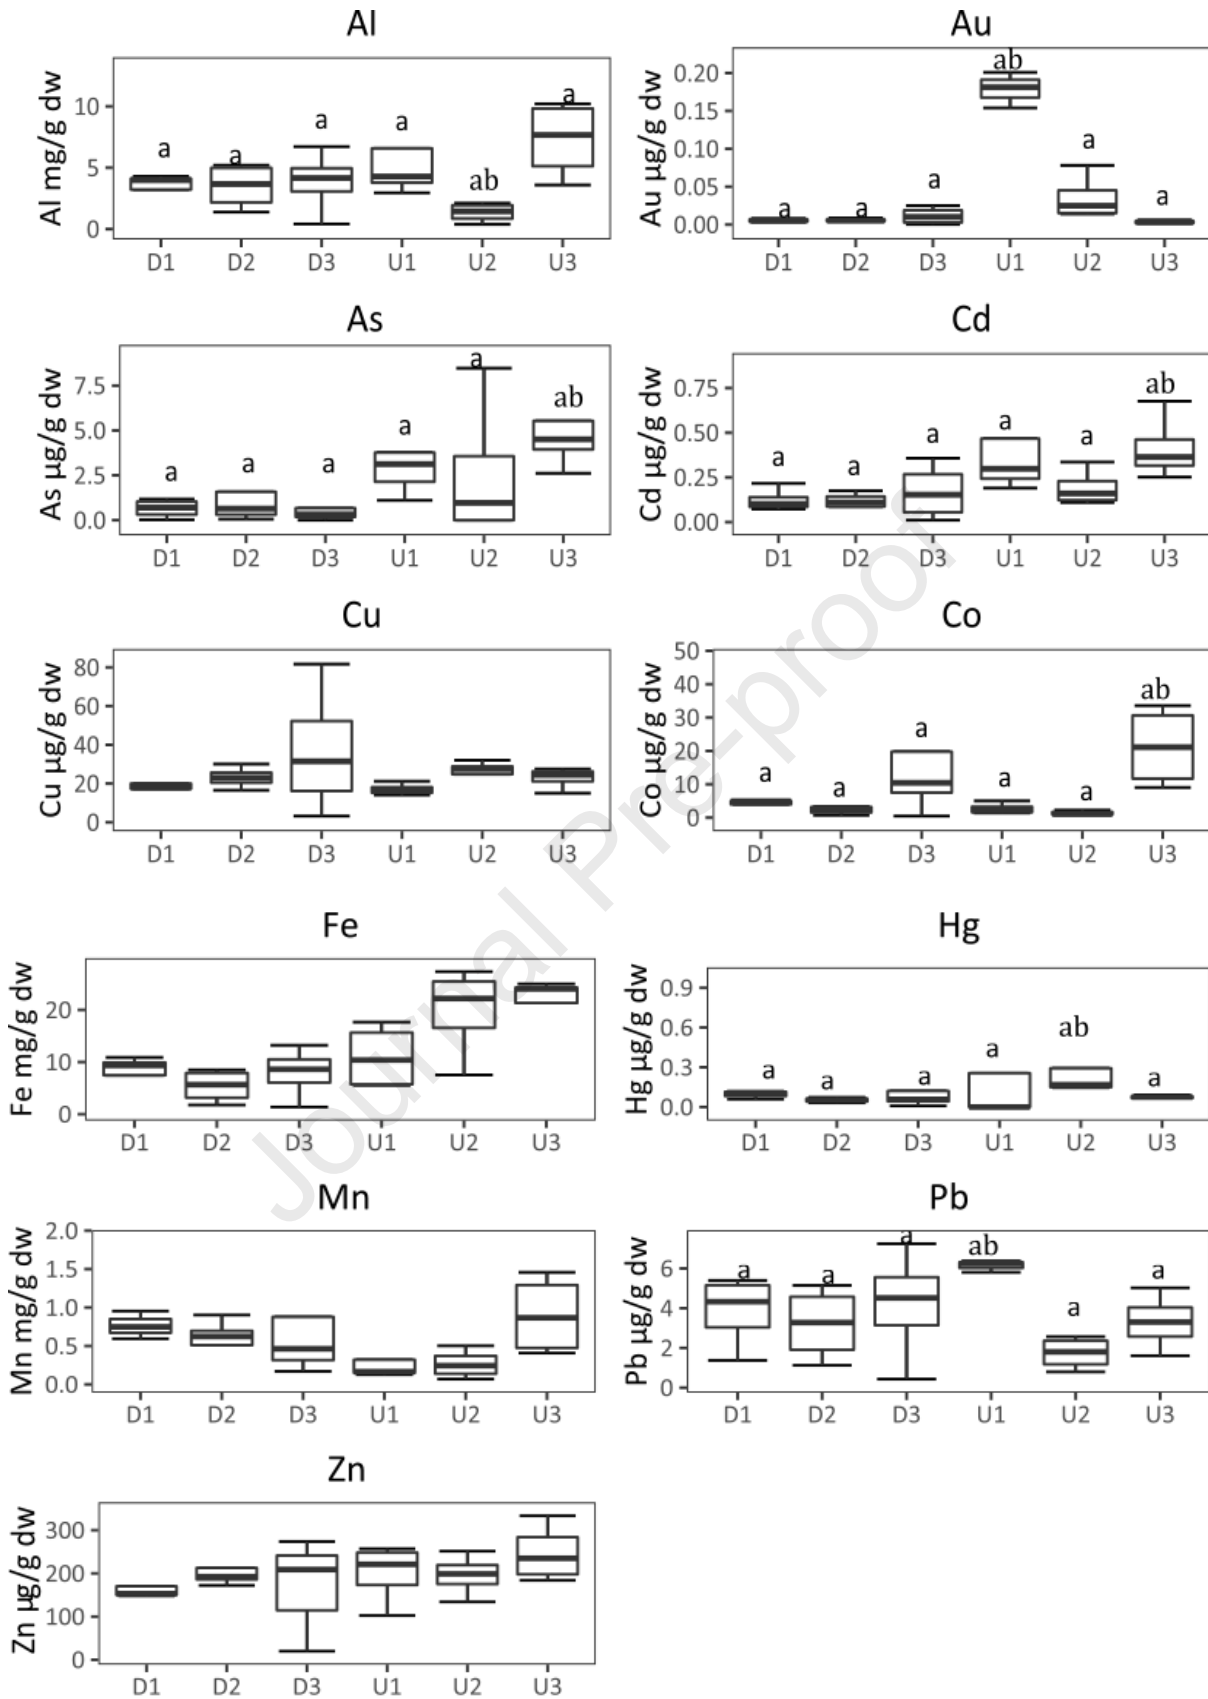 Al
Al mg/g dw
10
5
0
a a a a ab a
D1 D2 D3 U1 U2 U3
Au
Au µg/g dw
0.20
0.15
0.10
0.05
0.00
a a a ab a a
D1 D2 D3 U1 U2 U3
As
As µg/g dw
7.5
5.0
2.5
0.0
a a a a a ab
D1 D2 D3 U1 U2 U3
Cd
Cd µg/g dw
0.75
0.50
0.25
0.00
a a a a a ab
D1 D2 D3 U1 U2 U3
Cu
Cu µg/g dw
80
60
40
20
0
D1 D2 D3 U1 U2 U3
Co
Co µg/g dw
50
40
30
20
10
0
a a a a a ab
D1 D2 D3 U1 U2 U3
Fe
Fe mg/g dw
20
10
0
D1 D2 D3 U1 U2 U3
Hg
Hg µg/g dw
0.9
0.6
0.3
0.0
a a a a ab a
D1 D2 D3 U1 U2 U3
Mn
Mn mg/g dw
2.0
1.5
1.0
0.5
0.0
D1 D2 D3 U1 U2 U3
Pb
Pb µg/g dw
6
4
2
0
a a a ab a a
D1 D2 D3 U1 U2 U3
Zn
Zn µg/g dw
300
200
100
0
D1 D2 D3 U1 U2 U3
Journal Pre-proof